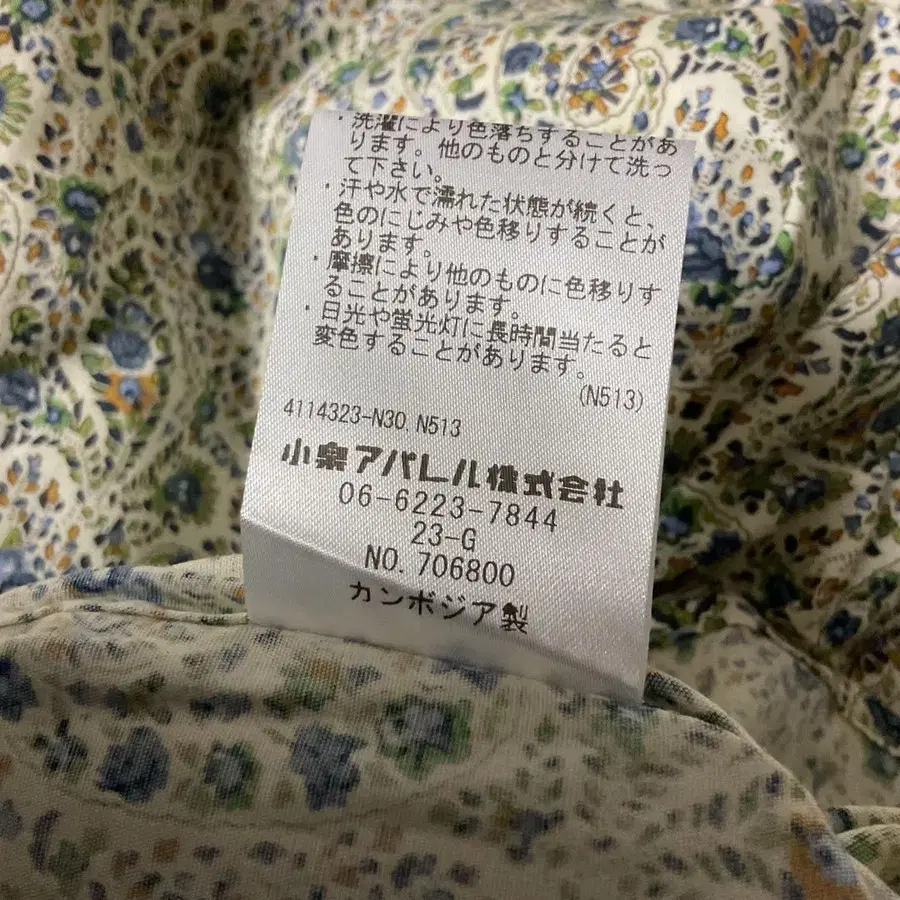 ・洗濯により色落ちすることがあ
ります。他のものと分けて洗っ
て下さい。
・汗や水で濡れた状態が続くと、
色のにじみや色移りすることが
あります。
・摩擦により他のものに色移りす
ることがあります。
・日光や蛍光灯に長時間当たると
変色することがあります。
(N513)
4114323-N30.N513
小泉アパレル株式会社
06-6223-7844
23-G
NO.706800
カンボジア製